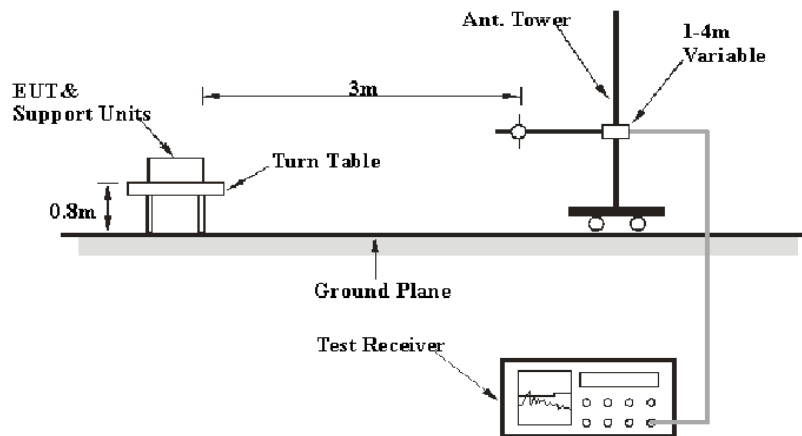 Ant. Tower
1-4m
Variable
EUT&
Support Units
3m
Turn Table
0.8m
Ground Plane
Test Receiver